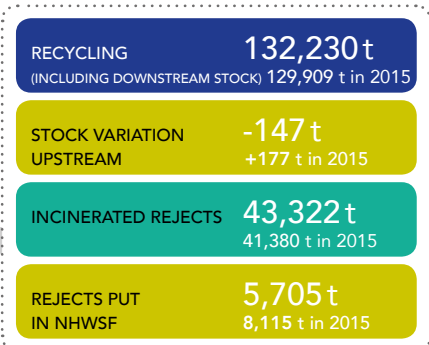 RECYCLING 132,230 t
(INCLUDING DOWNSTREAM STOCK) 129,909 t in 2015
STOCK VARIATION -147 t
UPSTREAM +177 t in 2015
INCINERATED REJECTS 43,322 t
41,380 t in 2015
REJECTS PUT 5,705 t
IN NHWSF 8,115 t in 2015